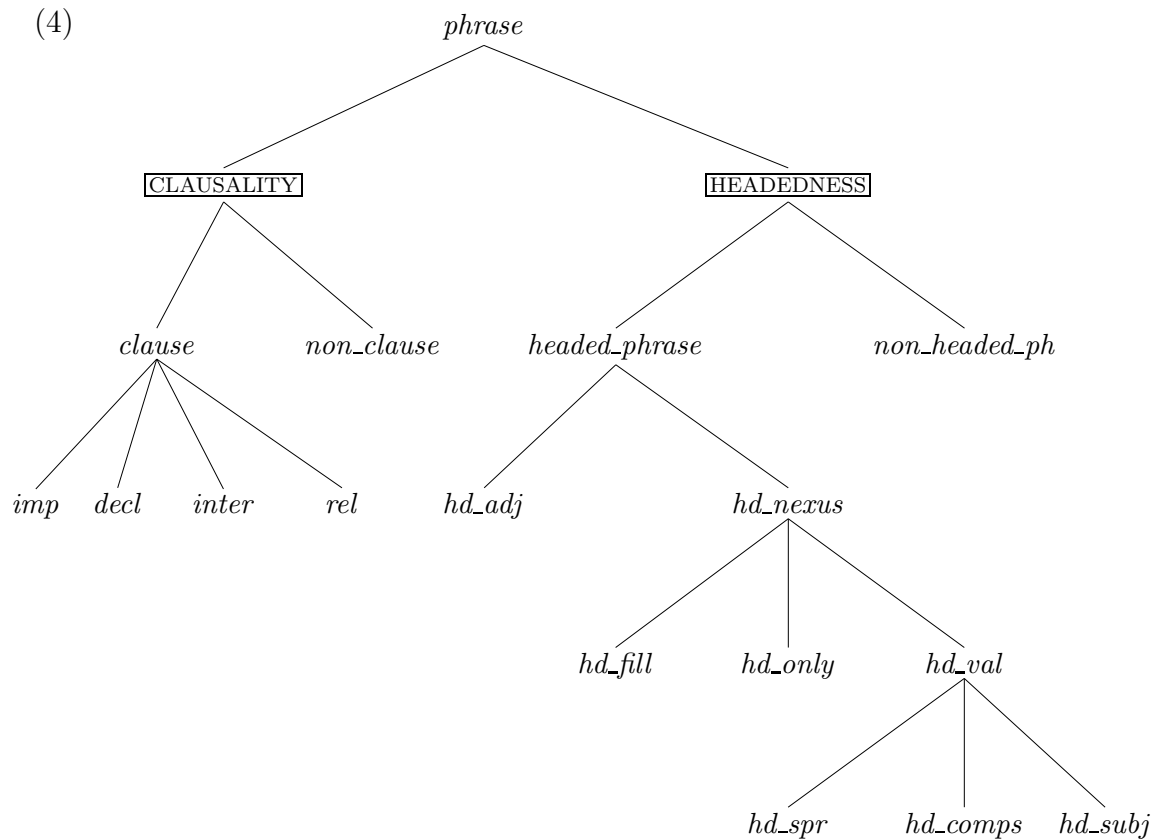 (4) phrase
CLAUSALITY HEADEDNESS
clause non_clause headed_phrase non_headed_ph
imp decl inter rel hd_adj hd_nexus
hd_fill hd_only hd_val
hd_spr hd_comps hd_subj